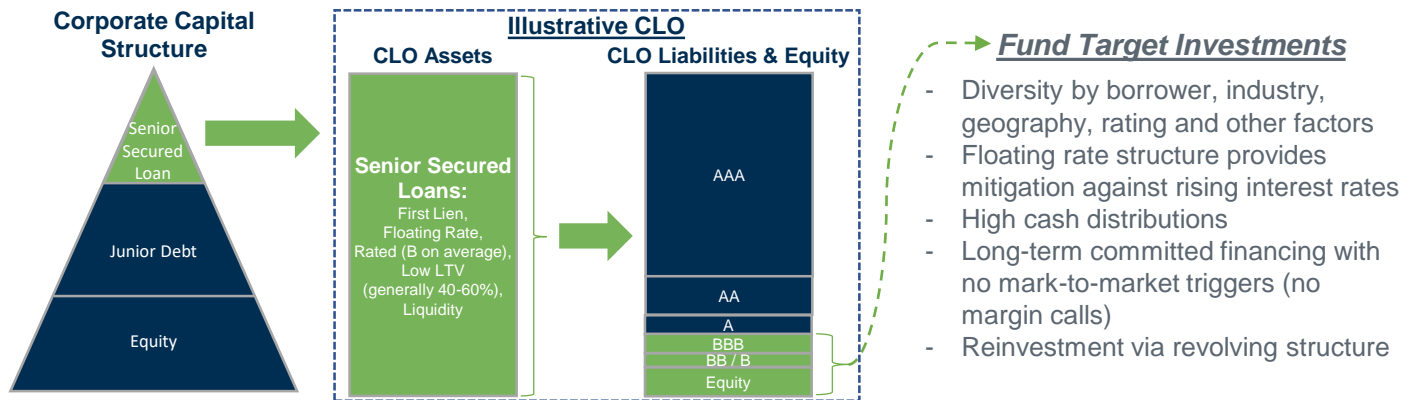 Corporate Capital
Structure
Senior
Secured
Loan
Junior Debt
Equity
Illustrative CLO
CLO Assets
Senior Secured
Loans:
First Lien,
Floating Rate,
Rated (B on average),
Low LTV
(generally 40-60%),
Liquidity
CLO Liabilities & Equity
AAA
AA
A
BBB
BB / B
Equity
Fund Target Investments
- Diversity by borrower, industry,
geography, rating and other factors
- Floating rate structure provides
mitigation against rising interest rates
- High cash distributions
- Long-term committed financing with
no mark-to-market triggers (no
margin calls)
- Reinvestment via revolving structure